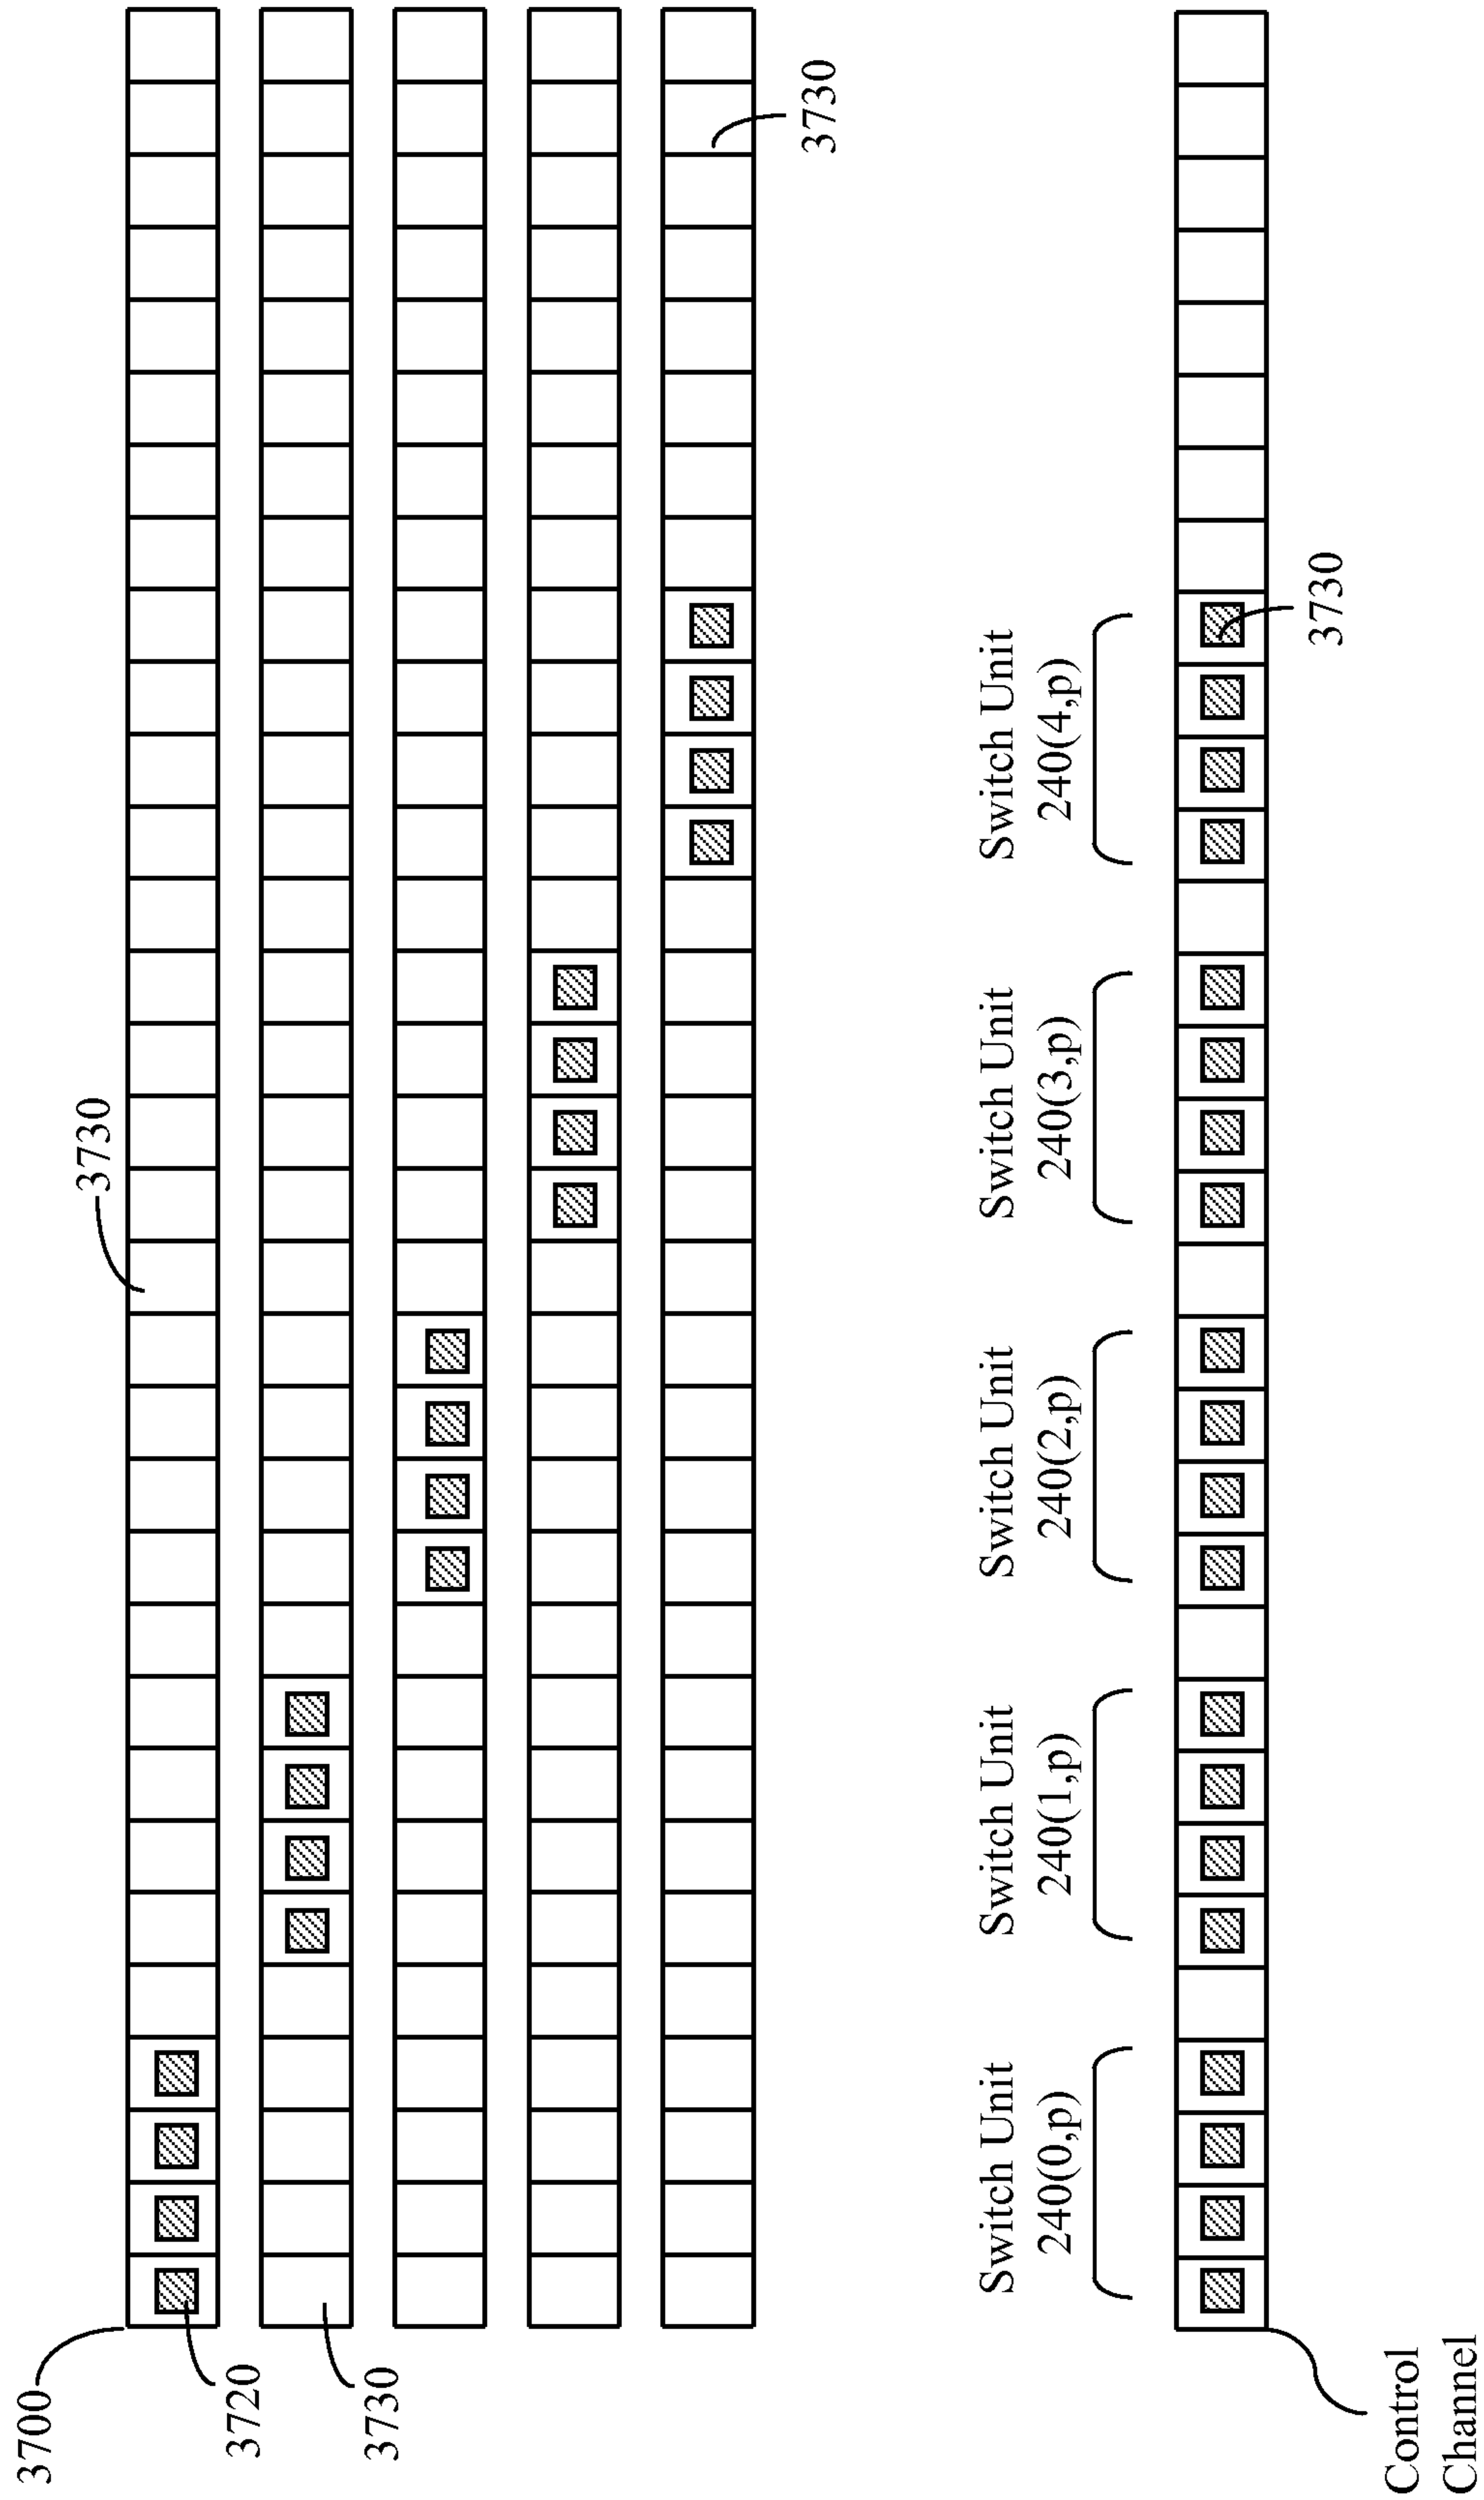 3700
3720
3730
3730
3730
Switch Unit
240(0,p)
Switch Unit
240(1,p)
Switch Unit
240(2,p)
Switch Unit
240(3,p)
Switch Unit
240(4,p)
3730
Control
Channel